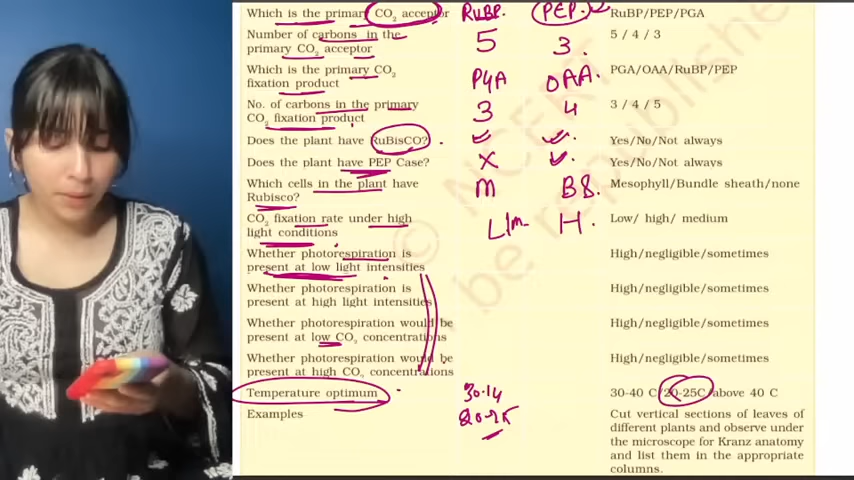 Which is the primary CO2 acceptor RuBP. PEP. RuBP/PEP/PGA
Number of carbons in the 5 3. 5 / 4 / 3
primary CO2 acceptor
Which is the primary CO2 PGA OAA. PGA/OAA/RuBP/PEP
fixation product
No. of carbons in the primary 3 4 3 / 4 / 5
CO2 fixation product
Does the plant have RuBisCO? Yes/No/Not always
Does the plant have PEP Case? X Yes/No/Not always
Which cells in the plant have M BS. Mesophyll/Bundle sheath/none
Rubisco?
CO2 fixation rate under high L/m. H. Low/ high/ medium
light conditions
Whether photorespiration is High/negligible/sometimes
present at low light intensities
Whether photorespiration is High/negligible/sometimes
present at high light intensities
Whether photorespiration would be High/negligible/sometimes
present at low CO2 concentrations
Whether photorespiration would be High/negligible/sometimes
present at high CO2 concentrations
Temperature optimum 30-40 C/20-25C/above 40 C
Examples 20-25 Cut vertical sections of leaves of
different plants and observe under
the microscope for Kranz anatomy
and list them in the appropriate
columns.
© NCERT
be republished